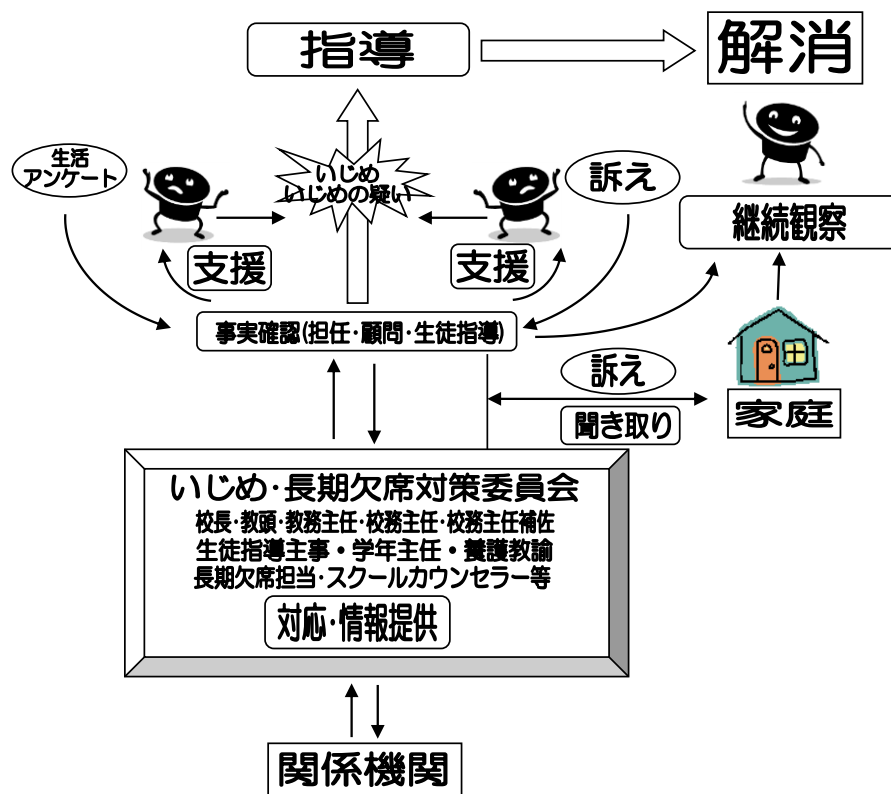 指導
解消
生活
アンケート
いじめ
いじめの疑い
訴え
継続観察
支援
支援
事実確認(担任・顧問・生徒指導)
訴え
聞き取り
家庭
いじめ・長期欠席対策委員会
校長・教頭・教務主任・校務主任・校務主任補佐
生徒指導主事・学年主任・養護教諭
長期欠席担当・スクールカウンセラー等
対応・情報提供
関係機関